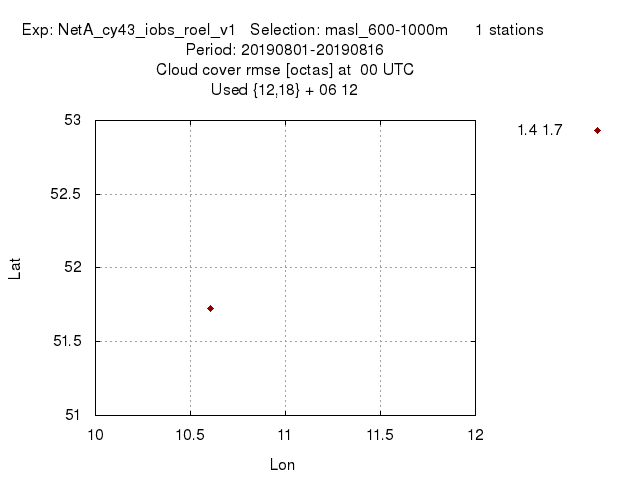 Exp: NetA_cy43_iobs_roel_v1 Selection: masl_600-1000m 1 stations
Period: 20190801-20190816
Cloud cover rmse [octas] at 00 UTC
Used {12,18} + 06 12
53
1.4 1.7
52.5
52
Lat
51.5
51
10 10.5 11 11.5 12
Lon